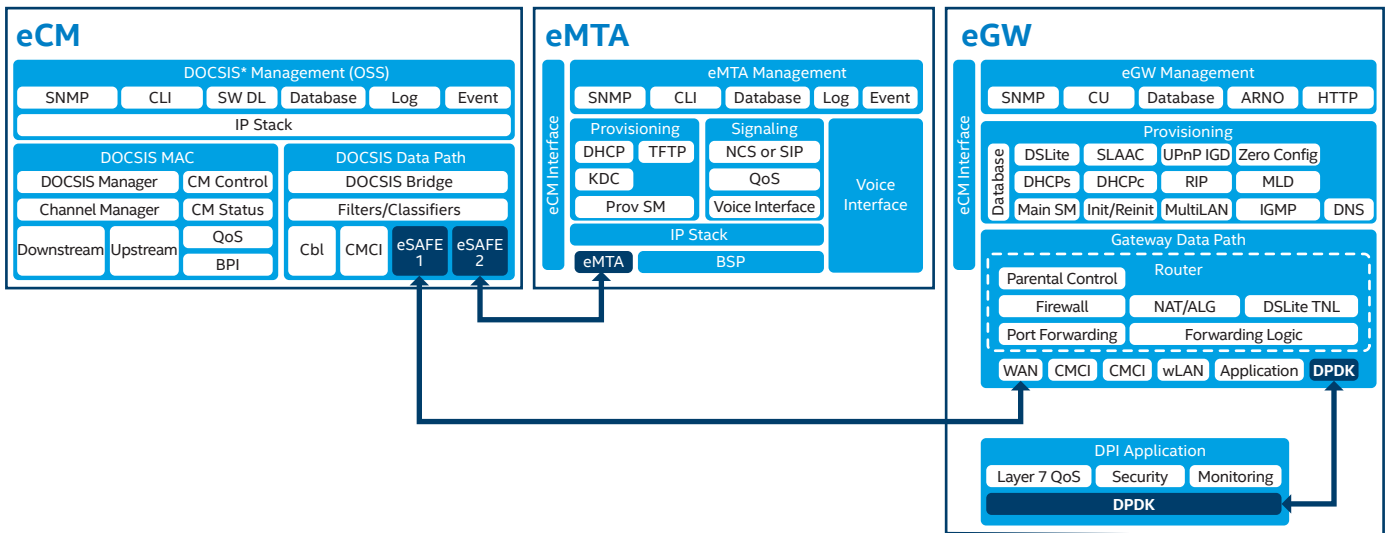 eCM
DOCSIS* Management (OSS)
SNMP CLI SW DL Database Log Event
IP Stack
DOCSIS MAC
DOCSIS Manager CM Control
Channel Manager CM Status
Downstream Upstream QoS
BPI
DOCSIS Data Path
DOCSIS Bridge
Filters/Classifiers
Cbl CMCI eSAFE 1 eSAFE 2
eMTA
eCM Interface
eMTA Management
SNMP CLI Database Log Event
Provisioning
DHCP TFTP
KDC
Prov SM
Signaling
NCS or SIP
QoS
Voice Interface
Voice
Interface
IP Stack
eMTA BSP
eGW
eCM Interface
eGW Management
SNMP CU Database ARNO HTTP
Provisioning
Database
DSLite SLAAC UPnP IGD Zero Config
DHCPs DHCPc RIP MLD
Main SM Init/Reinit MultiLAN IGMP DNS
Gateway Data Path
Router
Parental Control
Firewall NAT/ALG DSLite TNL
Port Forwarding Forwarding Logic
WAN CMCI CMCI wLAN Application DPDK
DPI Application
Layer 7 QoS Security Monitoring
DPDK